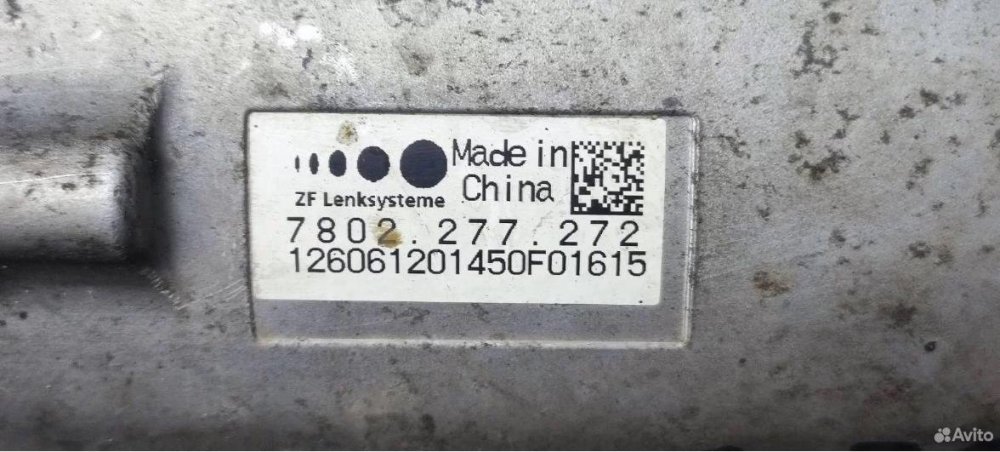 Made in
China
ZF Lenksysteme
7802.277.272
126061201450F01615
Avito